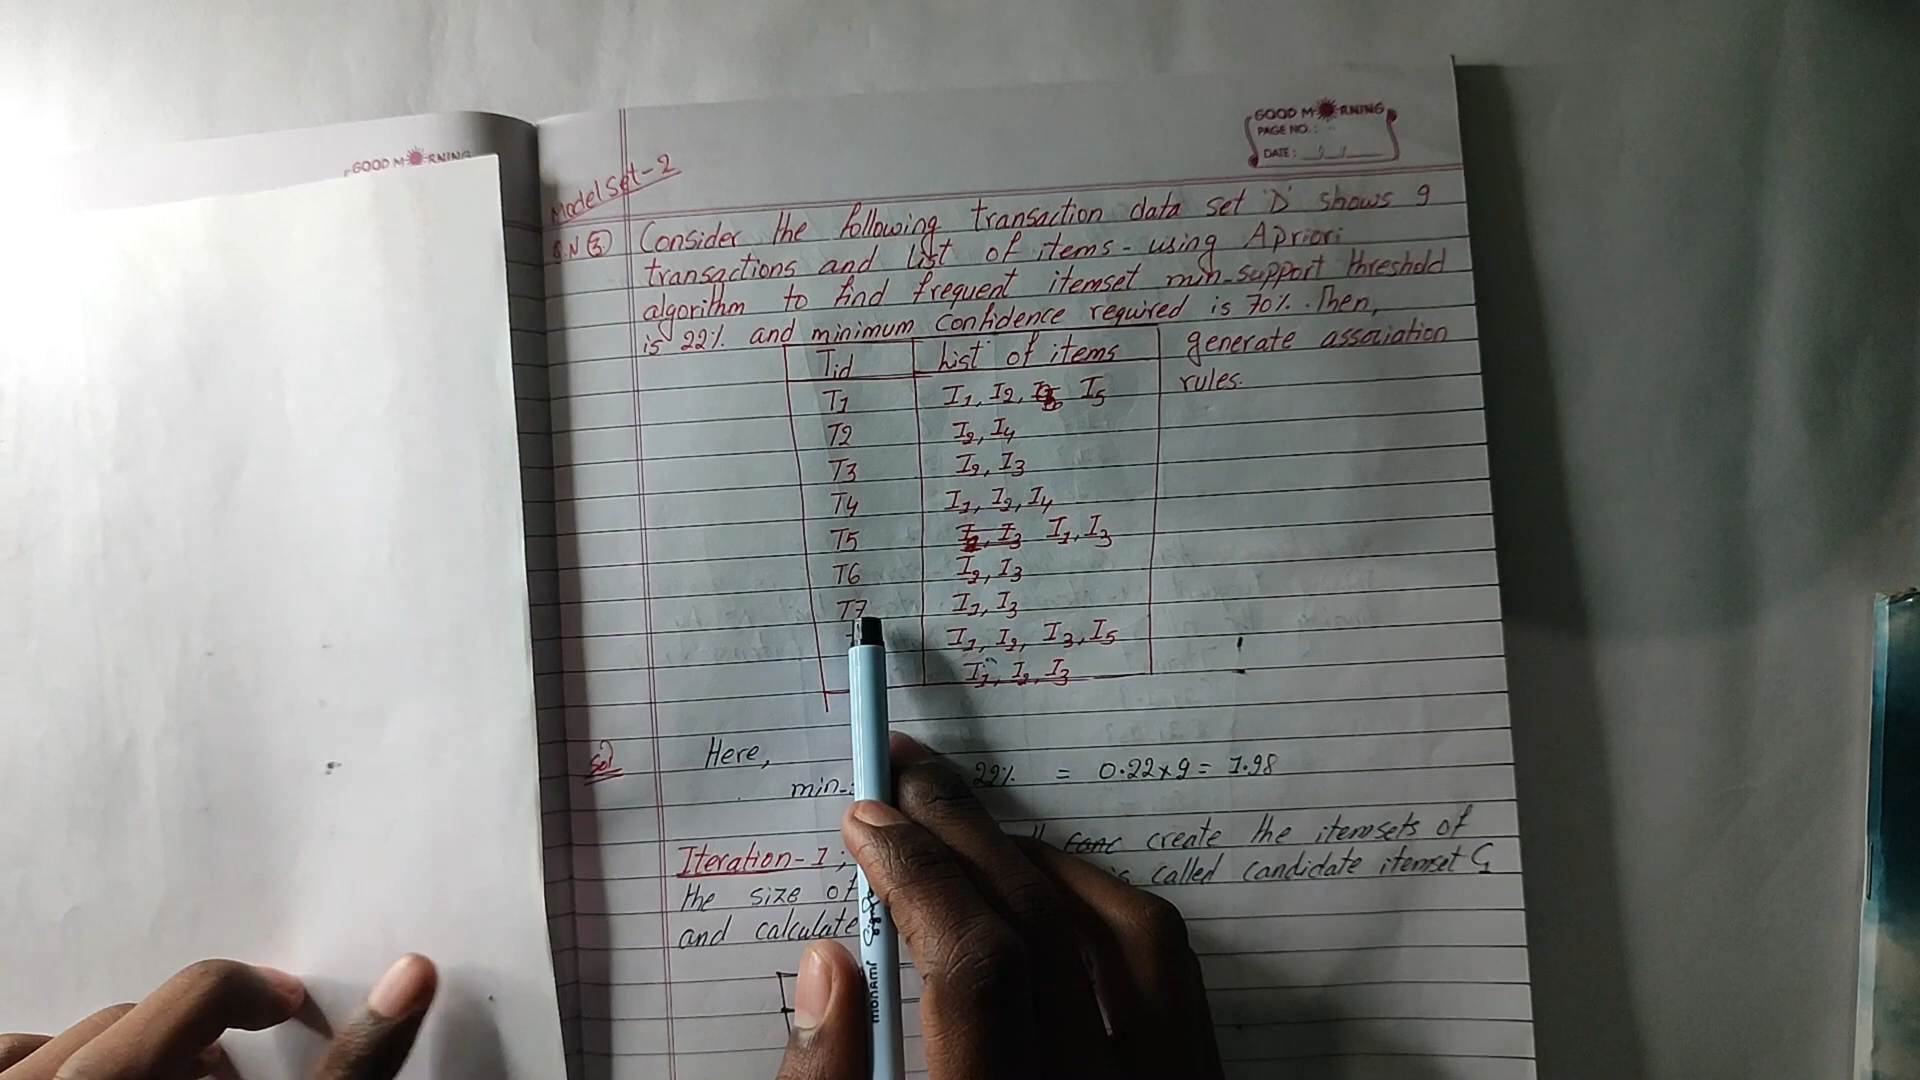 GOOD MORNING
GOOD MORNING
PAGE NO.:
DATE:
Model Set-2
Q.N (3) Consider the following transaction data set 'D' shows 9
transactions and list of items - using Apriori
algorithm to find frequent itemset min-support threshold
is 22% and minimum confidence required is 70%. Then,
generate association
rules.
Tid List of items
T1 I1, I2, I5
T2 I2, I4
T3 I2, I3
T4 I1, I2, I4
T5 I2, I3 I1, I3
T6 I2, I3
T7 I1, I3
I1, I2, I3, I5
I1, I2, I3
Sol
Here,
min- 22% = 0.22x9 = 1.98
Iteration-I; create the itemsets of
the size of called candidate itemset C1
and calculate
MONAMI